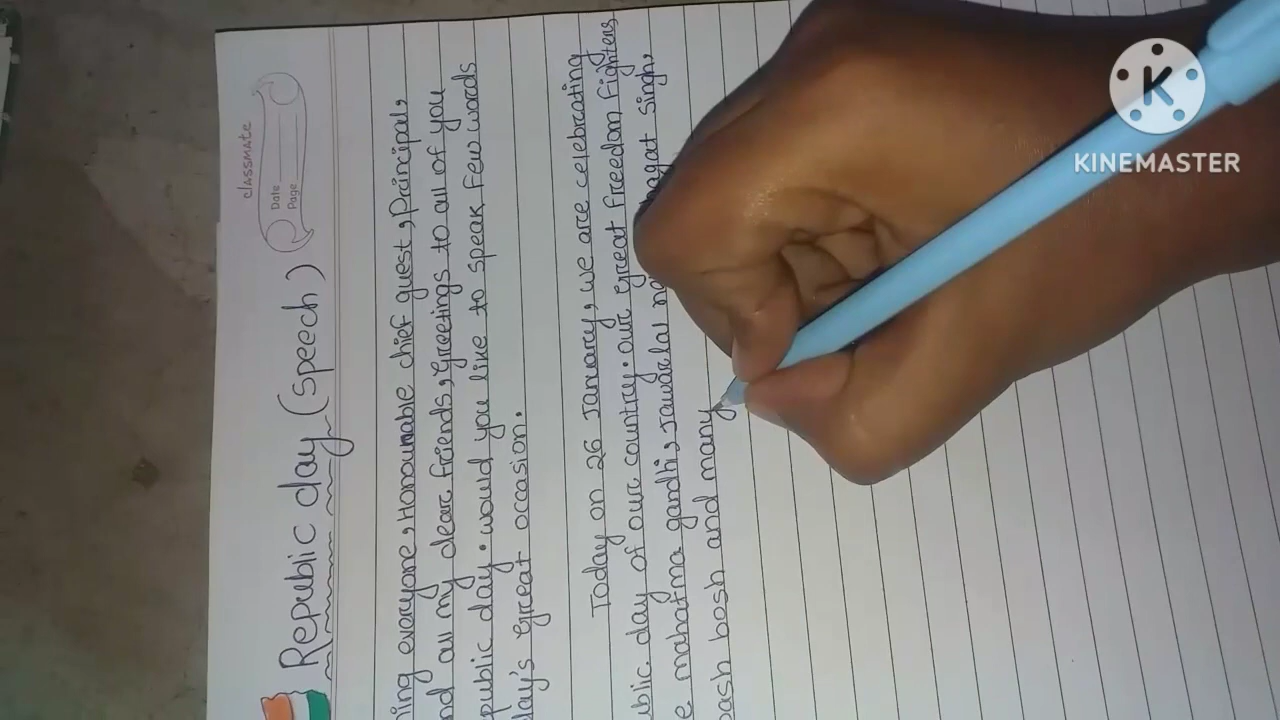 classmate
Date
Page
Republic day (speech)
ning everyone, Honourable chief guest, principal,
nd all my dear friends, Greetings to all of you
public day. would you like to speak few words
day's great occasion.
Today on 26 January, we are celebrating
ublic day of our country. our great freedom fighters
e mahatma gandhi, Jawarlal singh,
bash bosh and many
KINEMASTER